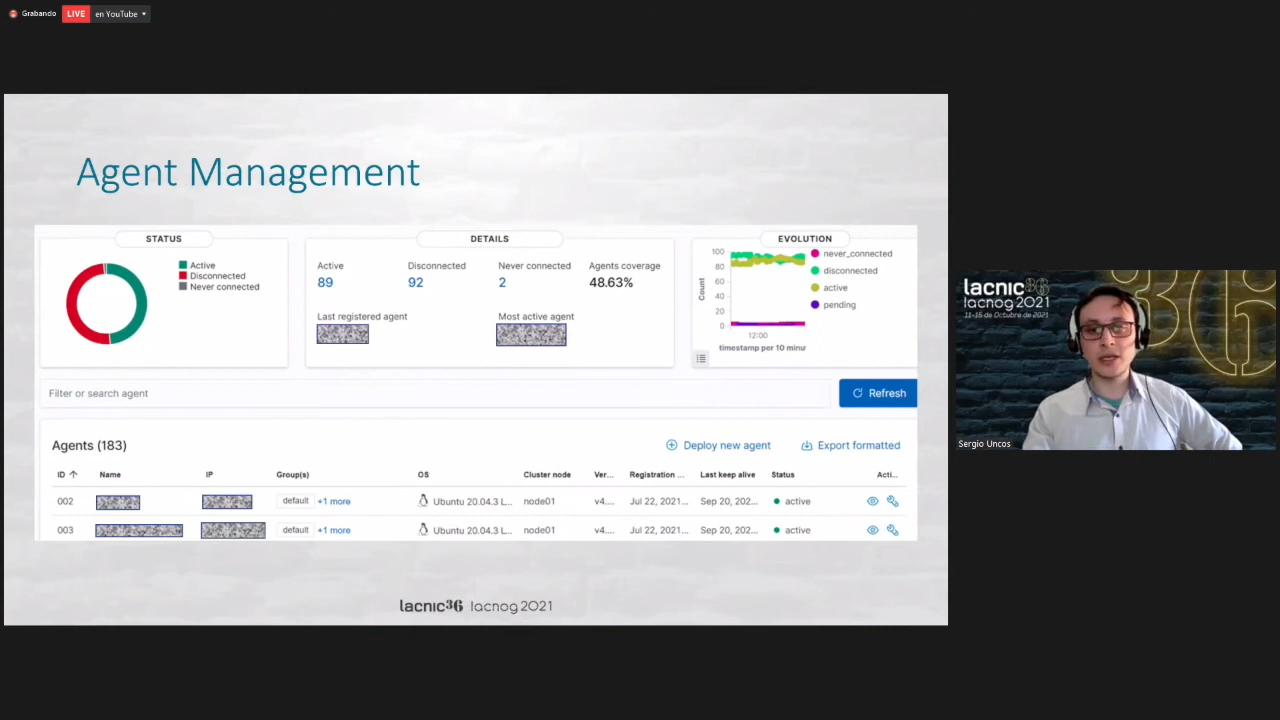 Grabando LIVE en YouTube
Agent Management
STATUS
Active
Disconnected
Never connected
DETAILS
Active Disconnected Never connected Agents coverage
89 92 2 48.63%
Last registered agent Most active agent
EVOLUTION
100
80
60
40
20
0
Count
12:00
timestamp per 10 minu
never_connected
disconnected
active
pending
Filter or search agent
Refresh
Agents (183)
Deploy new agent Export formatted
ID Name IP Group(s) OS Cluster node Ver... Registration ... Last keep alive Status Acti...
002 default +1 more Ubuntu 20.04.3 L... node01 v4.... Jul 22, 2021... Sep 20, 202... active
003 default +1 more Ubuntu 20.04.3 L... node01 v4.... Jul 22, 2021... Sep 20, 202... active
lacnic36 lacnog2021
lacnic36
lacnog2021
11-15 de Octubre de 2021
36
Sergio Uncos